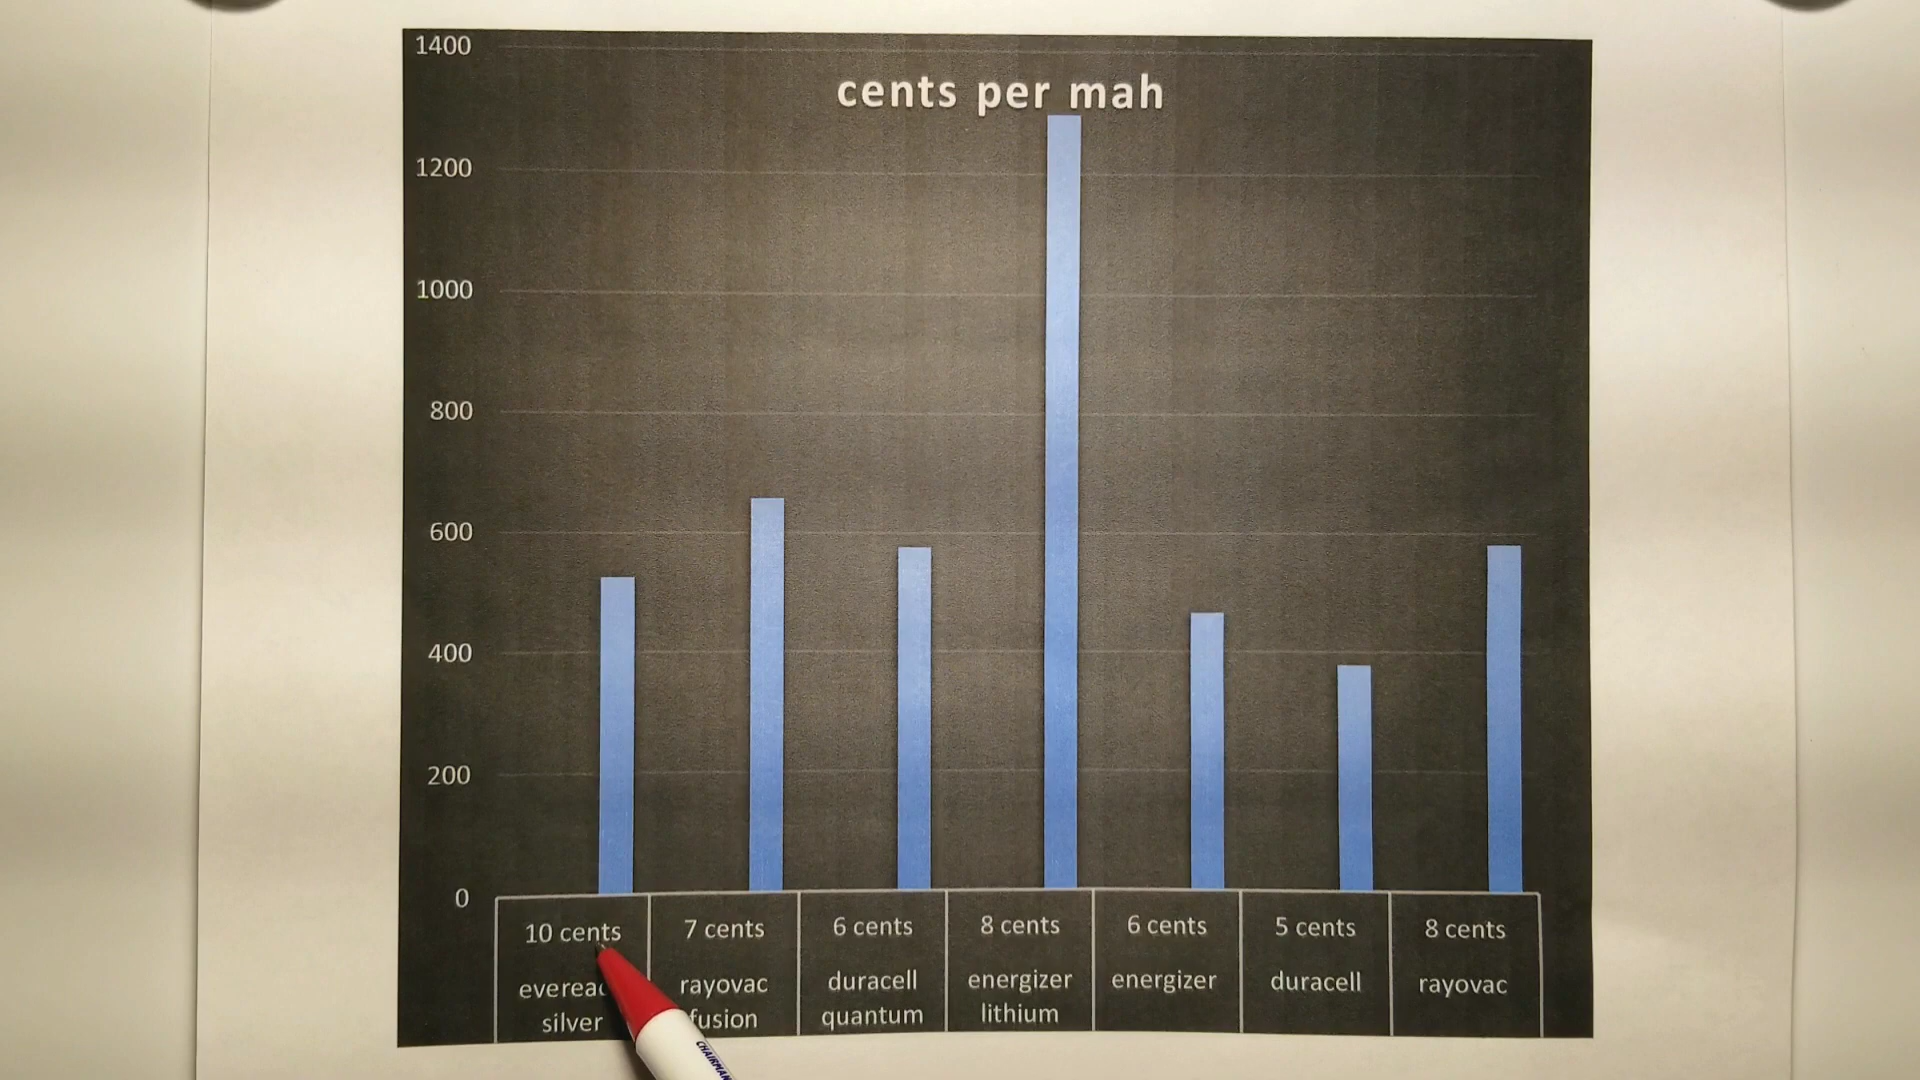 1400
cents per mah
1200
1000
800
600
400
200
0
10 cents
7 cents
6 cents
8 cents
6 cents
5 cents
8 cents
silver
rayovac
fusion
duracell
quantum
energizer
lithium
energizer
duracell
rayovac
CHAIRMAN